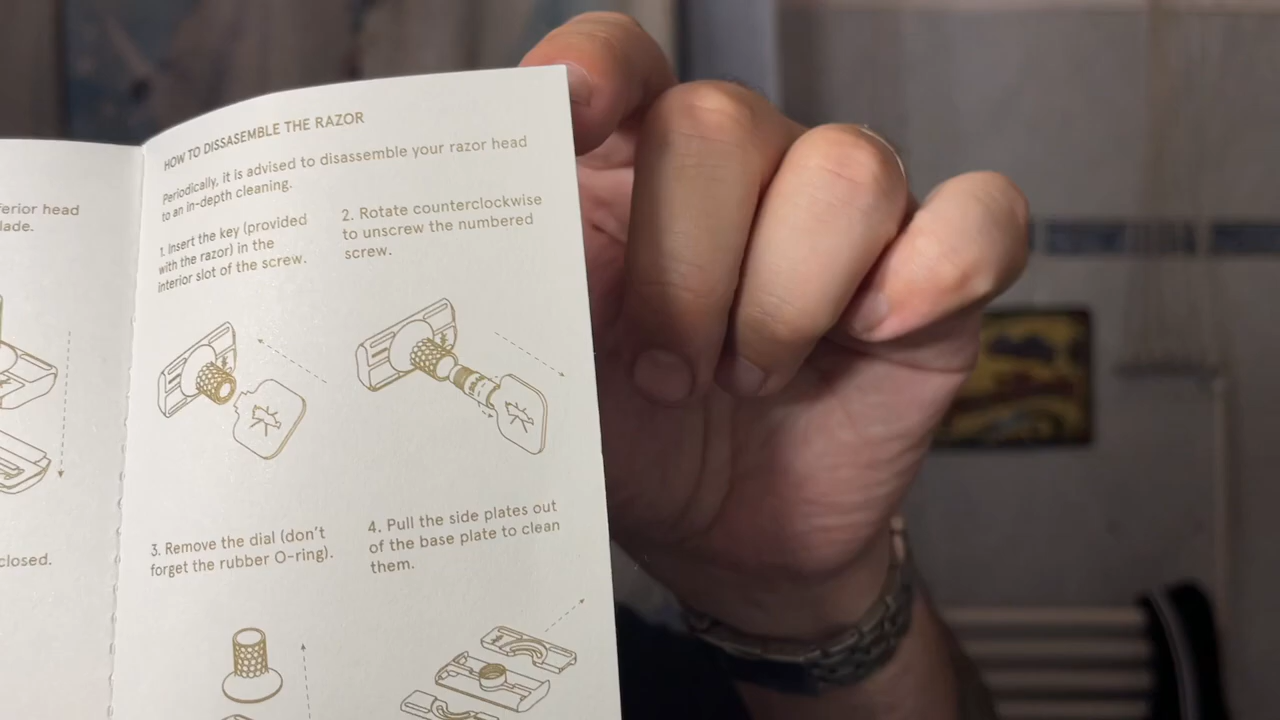 head
closed.
HOW TO DISSASEMBLE THE RAZOR
Periodically, it is advised to disassemble your razor head
to an in-depth cleaning.
1. Insert the key (provided
with the razor) in the
interior slot of the screw.
2. Rotate counterclockwise
to unscrew the numbered
screw.
3. Remove the dial (don't
forget the rubber O-ring).
4. Pull the side plates out
of the base plate to clean
them.